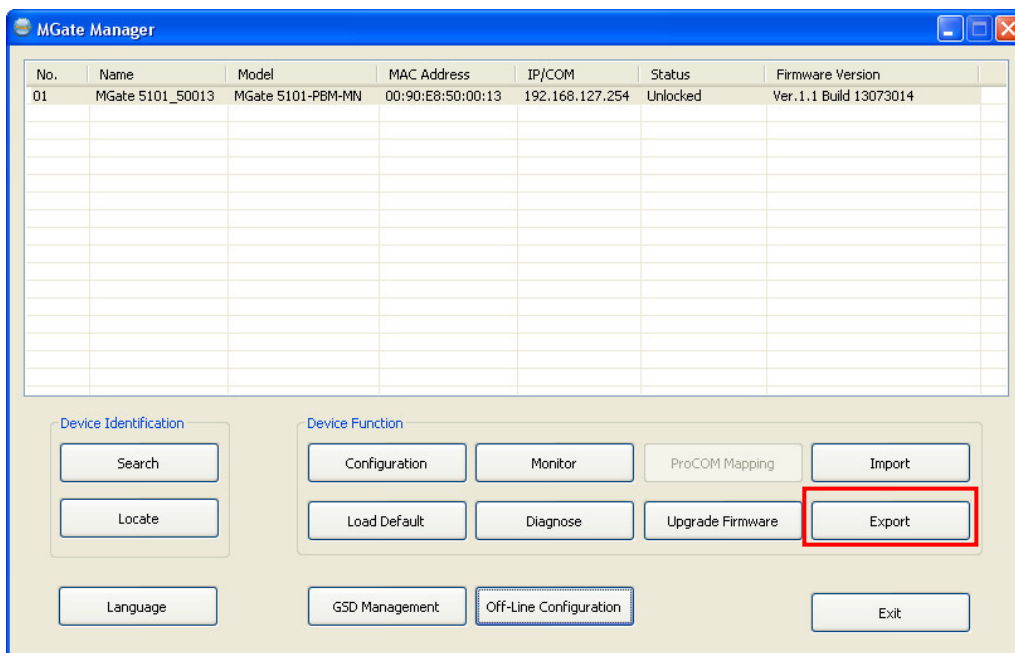 MGate Manager
No. Name Model MAC Address IP/COM Status Firmware Version
01 MGate 5101_50013 MGate 5101-PBM-MN 00:90:E8:50:00:13 192.168.127.254 Unlocked Ver.1.1 Build 13073014
Device Identification Device Function
Search Configuration Monitor ProCOM Mapping Import
Locate Load Default Diagnose Upgrade Firmware Export
Language GSD Management Off-Line Configuration Exit